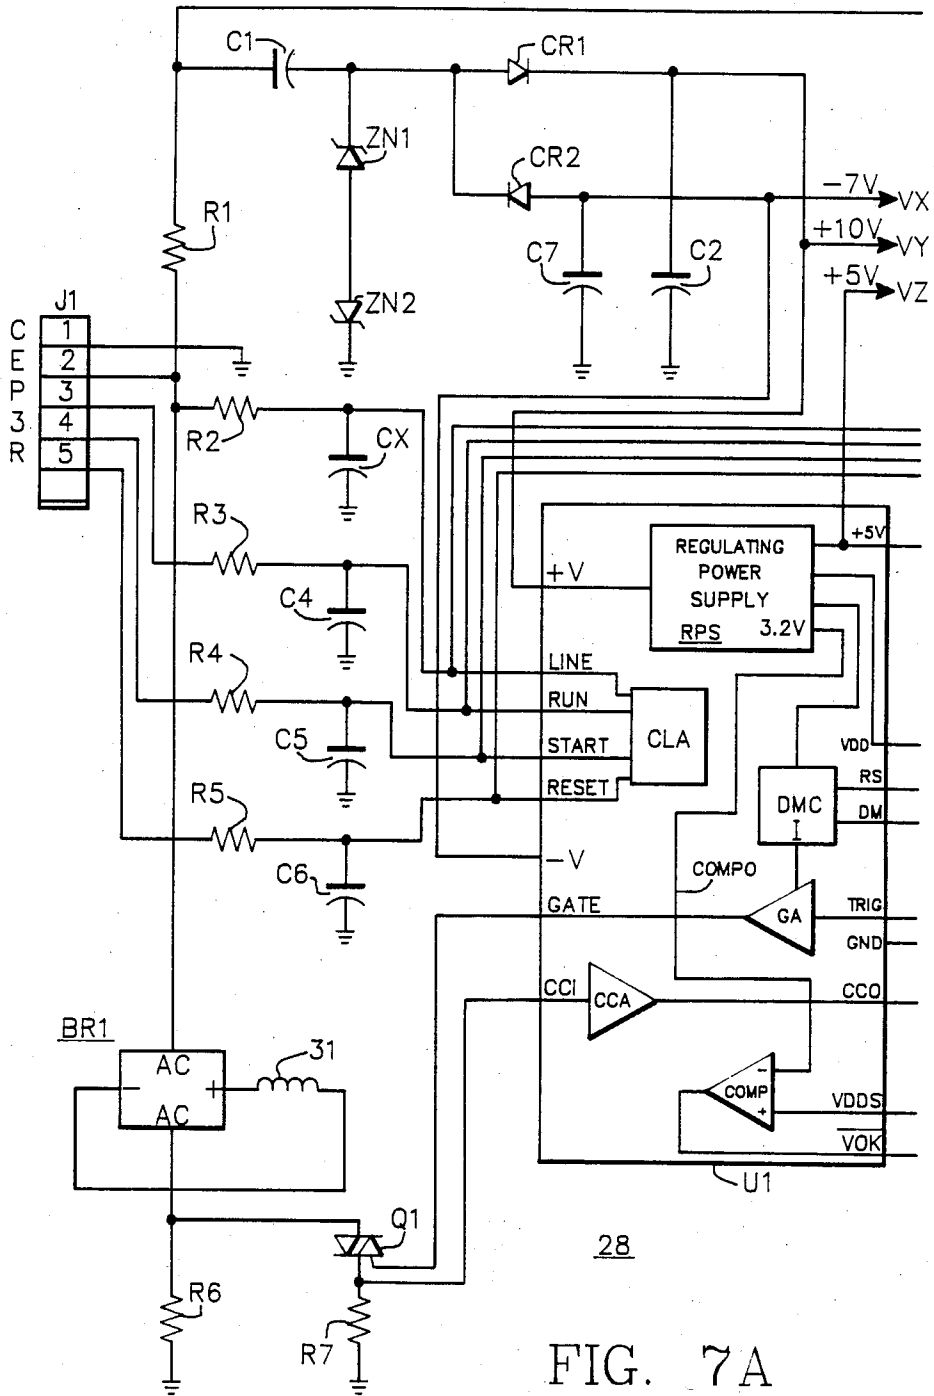 C1
CR1
ZN1
CR2
R1
-7V
VX
+10V
VY
C7
C2
+5V
VZ
J1
ZN2
C
1
E
2
P
3
3
4
R
5
R2
CX
R3
C4
REGULATING
POWER
SUPPLY
RPS
3.2V
+5V
+V
R4
LINE
RUN
C5
START
CLA
VDD
R5
RESET
DMC
I
RS
DM
C6
-V
COMPO
GATE
GA
TRIG
GND
CCI
CCA
CCO
BR1
31
AC
-
+
AC
-
COMP
+
VDDS
VOK
U1
Q1
28
R6
R7
FIG. 7A